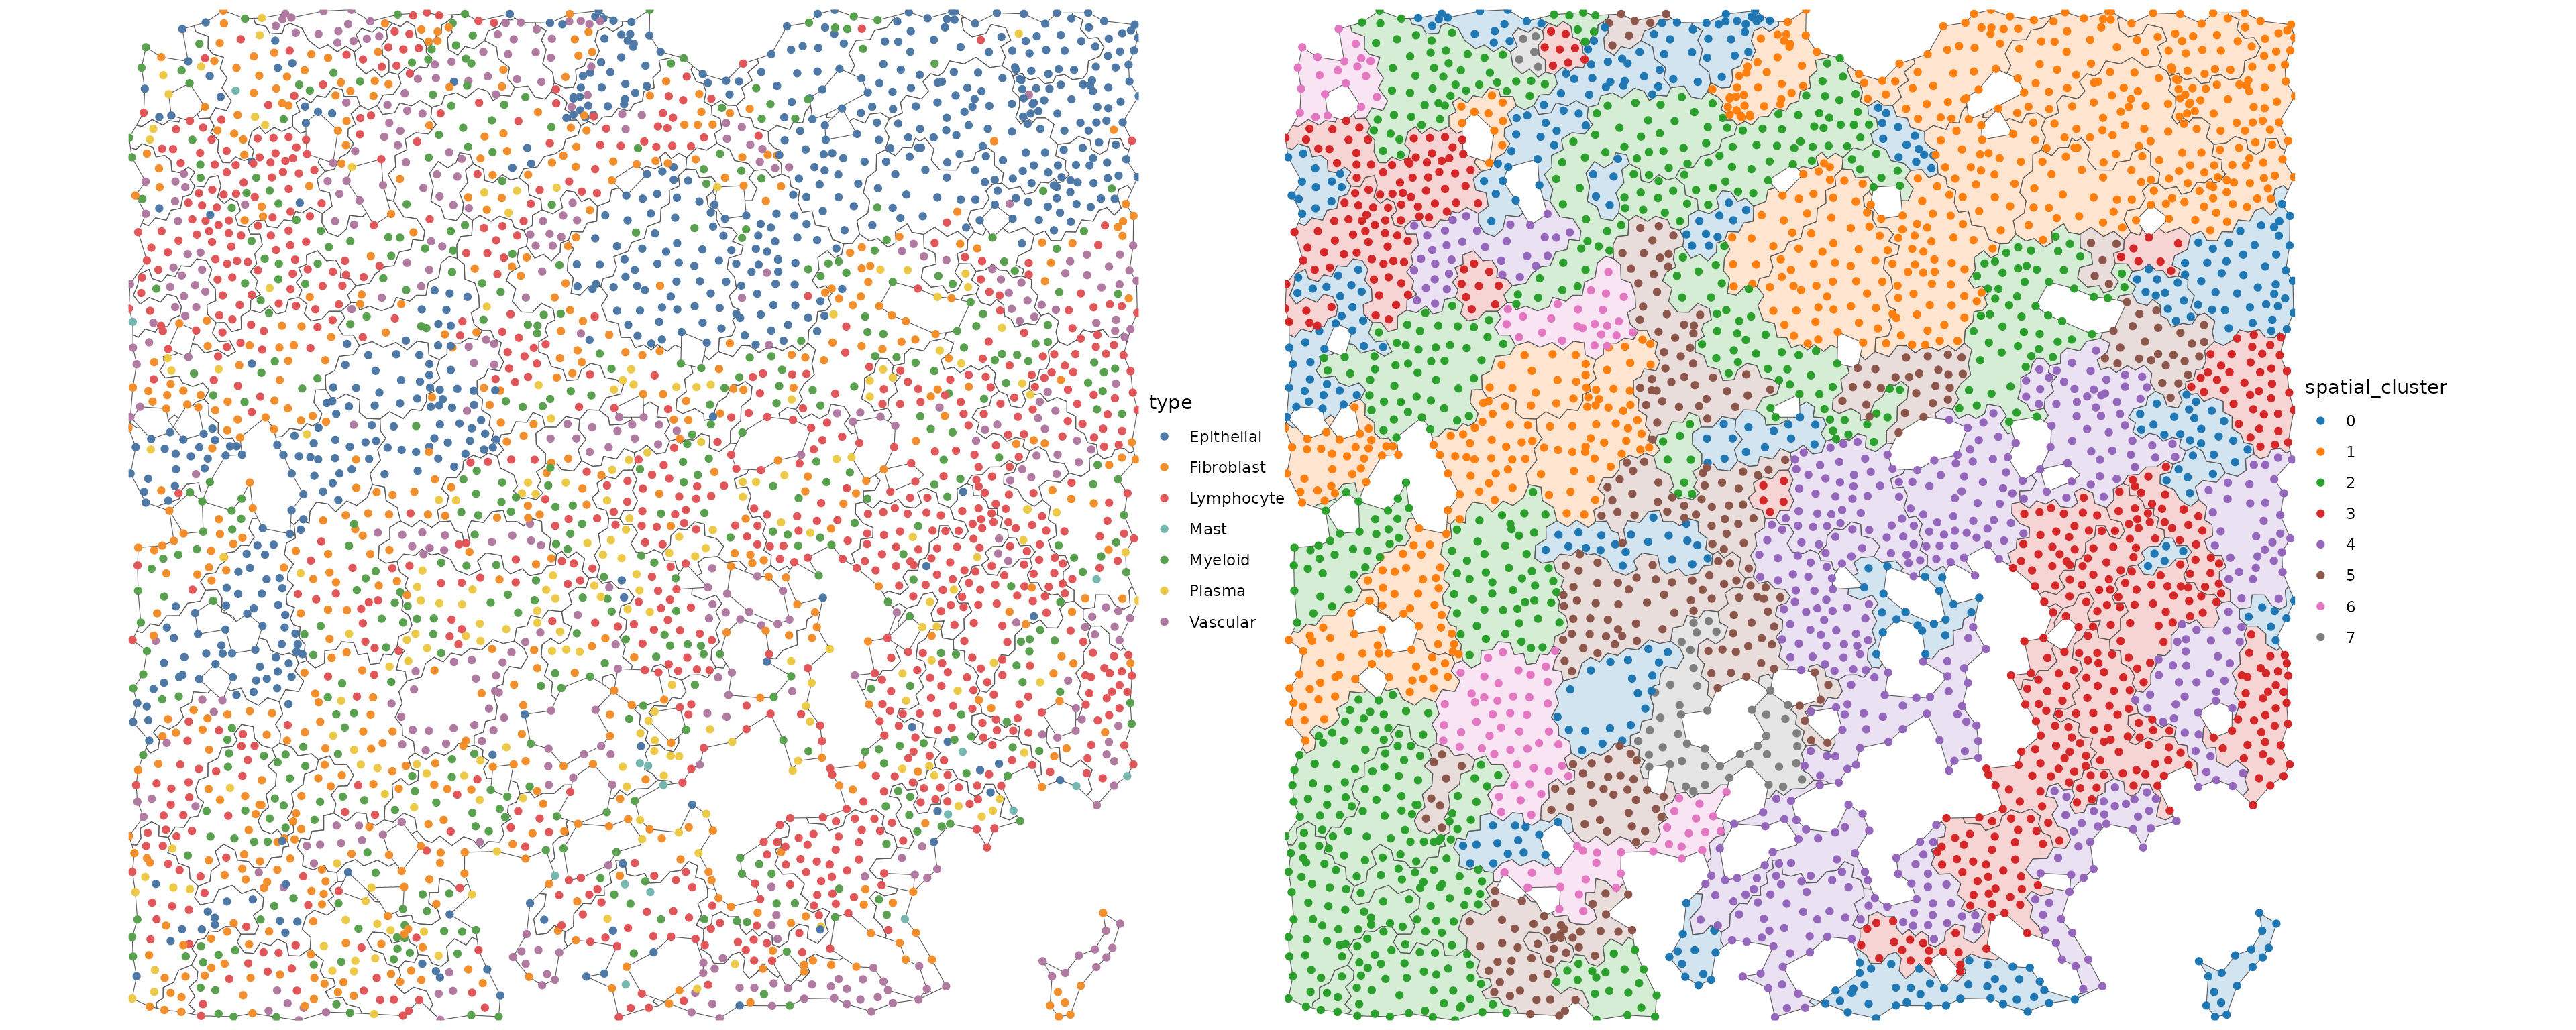 type
Epithelial
Fibroblast
Lymphocyte
Mast
Myeloid
Plasma
Vascular
spatial_cluster
0
1
2
3
4
5
6
7